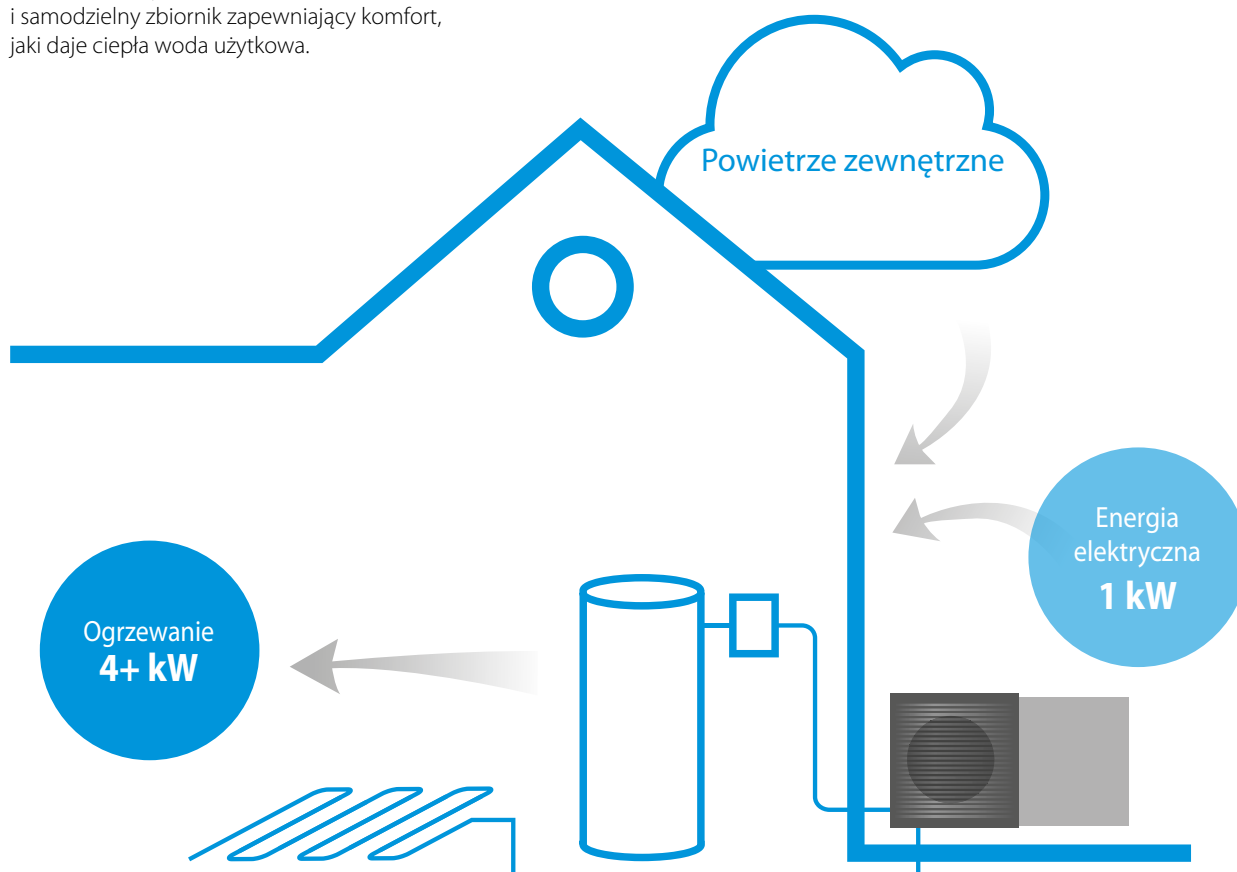 i samodzielny zbiornik zapewniający komfort,
jaki daje ciepła woda użytkowa.
Powietrze zewnętrzne
Energia
elektryczna
1 kW
Ogrzewanie
4+ kW